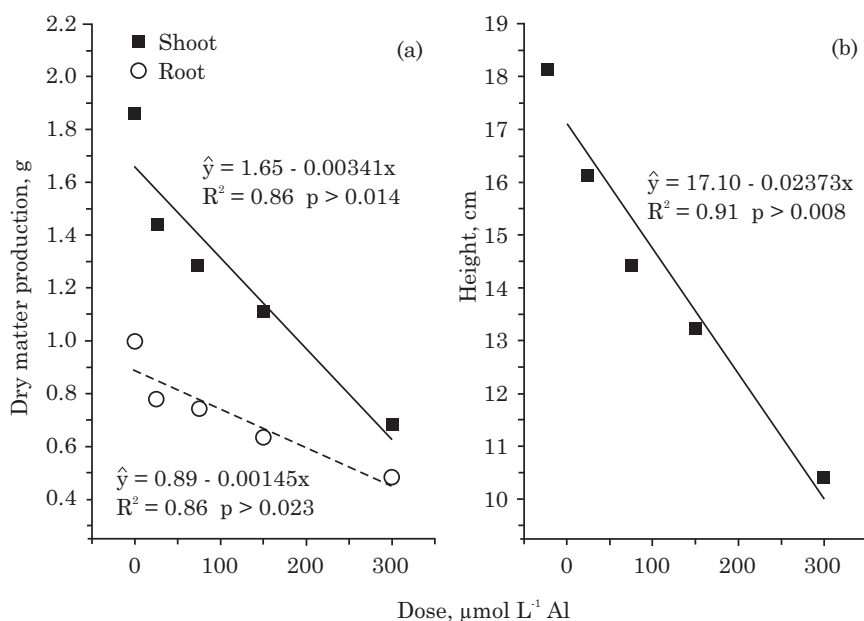 2.2
2.0
1.8
1.6
1.4
1.2
1.0
0.8
0.6
0.4
Dry matter production, g
Shoot
Root
(a)
ŷ = 1.65 - 0.00341x
R² = 0.86 p > 0.014
ŷ = 0.89 - 0.00145x
R² = 0.86 p > 0.023
0 100 200 300
19
18
17
16
15
14
13
12
11
10
Height, cm
(b)
ŷ = 17.10 - 0.02373x
R² = 0.91 p > 0.008
0 100 200 300
Dose, µmol L⁻¹ Al